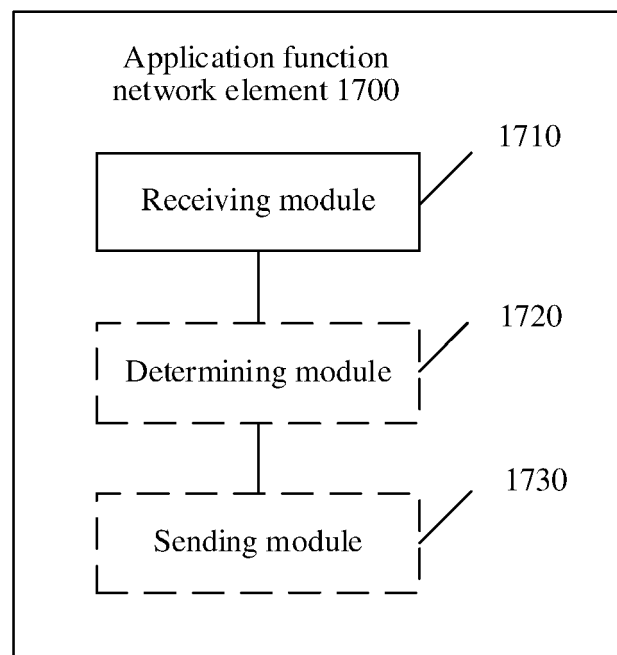 Application function
network element 1700
1710
Receiving module
1720
Determining module
1730
Sending module